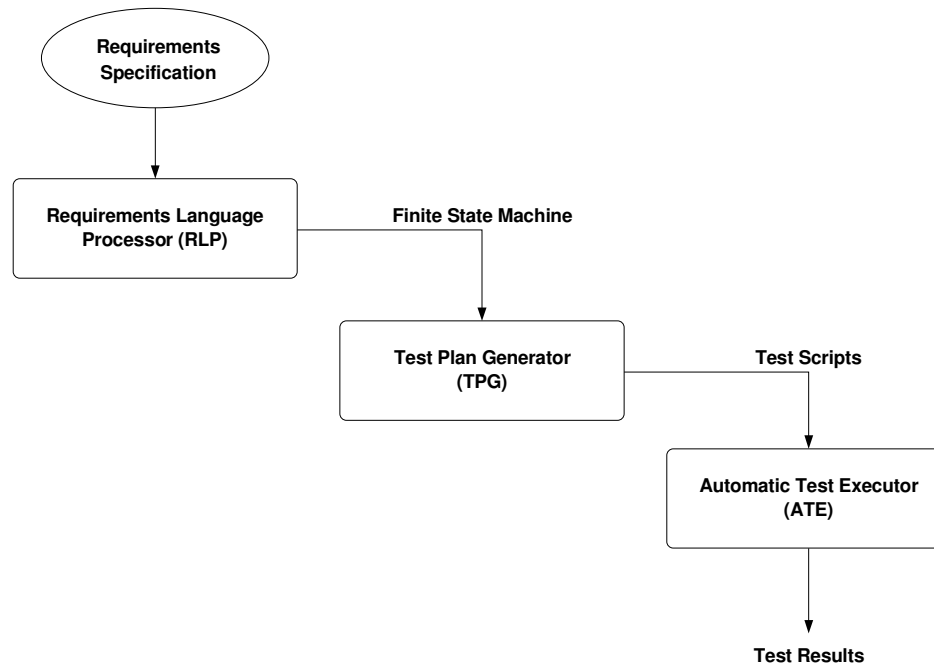 Requirements
Specification
Requirements Language
Processor (RLP)
Finite State Machine
Test Plan Generator
(TPG)
Test Scripts
Automatic Test Executor
(ATE)
Test Results